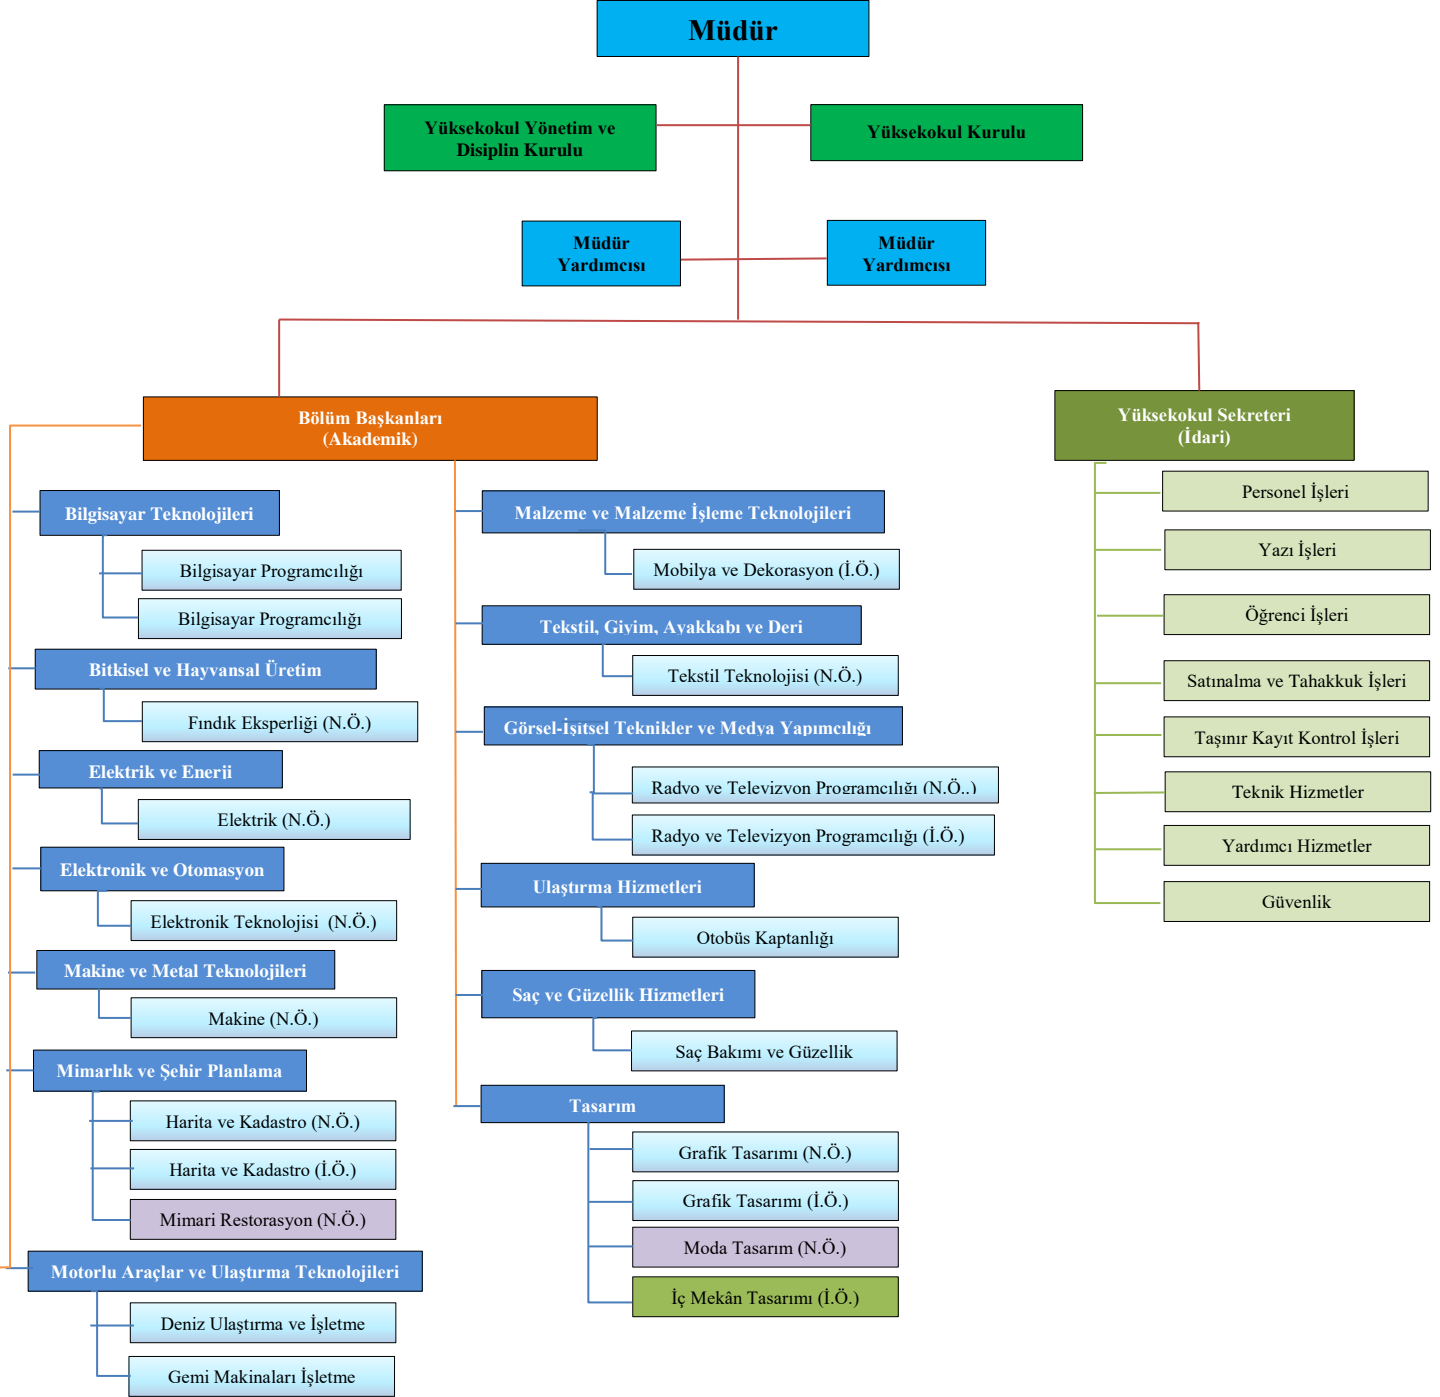 Müdür
Yüksekokul Yönetim ve
Disiplin Kurulu
Yüksekokul Kurulu
Müdür
Yardımcısı
Müdür
Yardımcısı
Bölüm Başkanları
(Akademik)
Yüksekokul Sekreteri
(İdari)
Bilgisayar Teknolojileri
Bilgisayar Programcılığı
Bilgisayar Programcılığı
Bitkisel ve Hayvansal Üretim
Fındık Eksperliği (N.Ö.)
Elektrik ve Enerji
Elektrik (N.Ö.)
Elektronik ve Otomasyon
Elektronik Teknolojisi (N.Ö.)
Makine ve Metal Teknolojileri
Makine (N.Ö.)
Mimarlık ve Şehir Planlama
Harita ve Kadastro (N.Ö.)
Harita ve Kadastro (İ.Ö.)
Mimari Restorasyon (N.Ö.)
Motorlu Araçlar ve Ulaştırma Teknolojileri
Deniz Ulaştırma ve İşletme
Gemi Makinaları İşletme
Malzeme ve Malzeme İşleme Teknolojileri
Mobilya ve Dekorasyon (İ.Ö.)
Tekstil, Giyim, Ayakkabı ve Deri
Tekstil Teknolojisi (N.Ö.)
Görsel-İşitsel Teknikler ve Medya Yapımcılığı
Radyo ve Televizyon Programcılığı (N.Ö..)
Radyo ve Televizyon Programcılığı (İ.Ö.)
Ulaştırma Hizmetleri
Otobüs Kaptanlığı
Saç ve Güzellik Hizmetleri
Saç Bakımı ve Güzellik
Tasarım
Grafik Tasarımı (N.Ö.)
Grafik Tasarımı (İ.Ö.)
Moda Tasarım (N.Ö.)
İç Mekân Tasarımı (İ.Ö.)
Personel İşleri
Yazı İşleri
Öğrenci İşleri
Satınalma ve Tahakkuk İşleri
Taşınır Kayıt Kontrol İşleri
Teknik Hizmetler
Yardımcı Hizmetler
Güvenlik